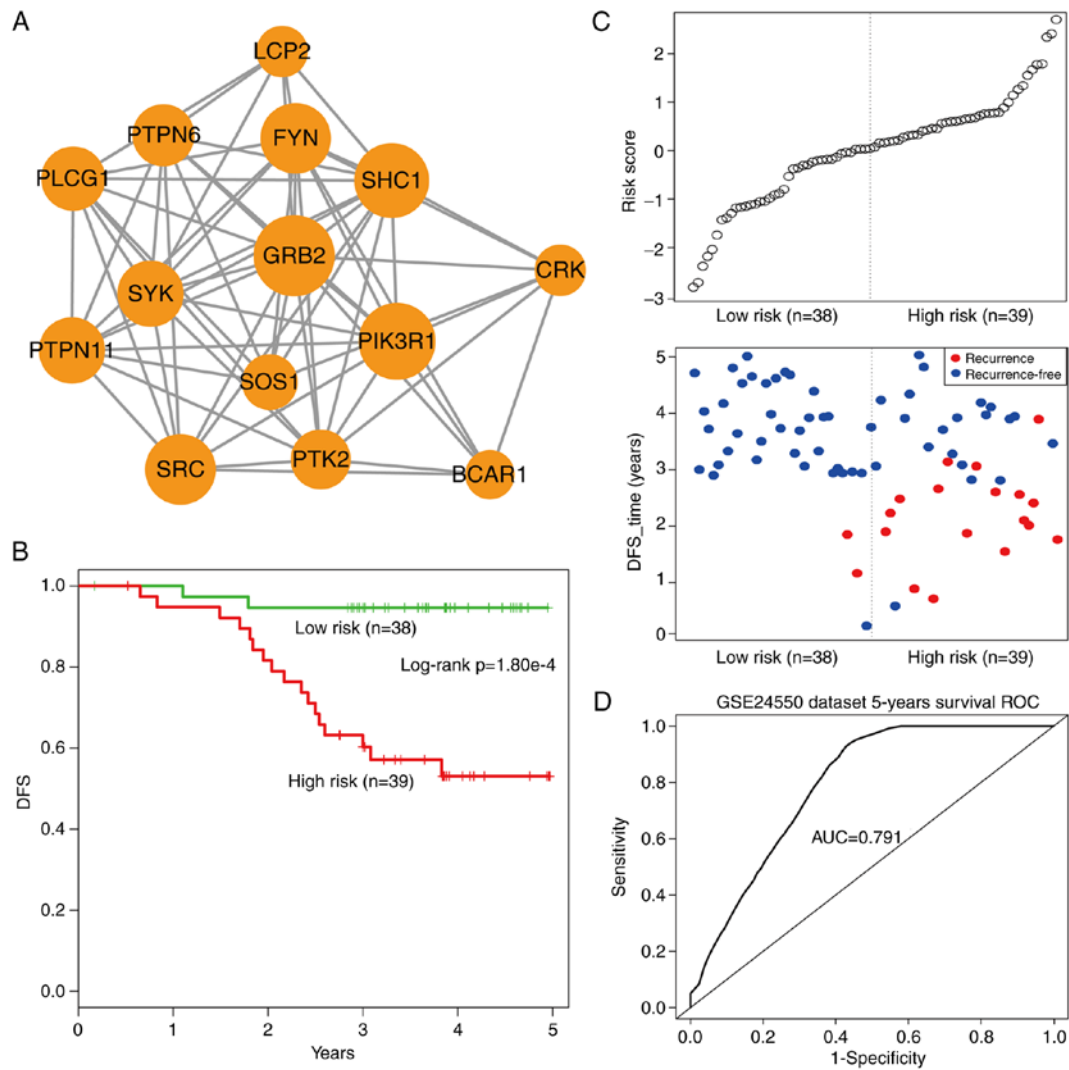 A
LCP2
PTPN6
FYN
PLCG1
SHC1
GRB2
CRK
SYK
PIK3R1
PTPN11
SOS1
SRC
PTK2
BCAR1
B
1.0
0.8
0.6
0.4
0.2
0.0
DFS
Low risk (n=38)
Log-rank p=1.80e-4
High risk (n=39)
0 1 2 3 4 5
Years
C
2
1
0
−1
−2
−3
Risk score
Low risk (n=38) High risk (n=39)
5
4
3
2
1
0
DFS_time (years)
Recurrence
Recurrence-free
Low risk (n=38) High risk (n=39)
D
GSE24550 dataset 5-years survival ROC
1.0
0.8
0.6
0.4
0.2
0.0
Sensitivity
AUC=0.791
0.0 0.2 0.4 0.6 0.8 1.0
1-Specificity